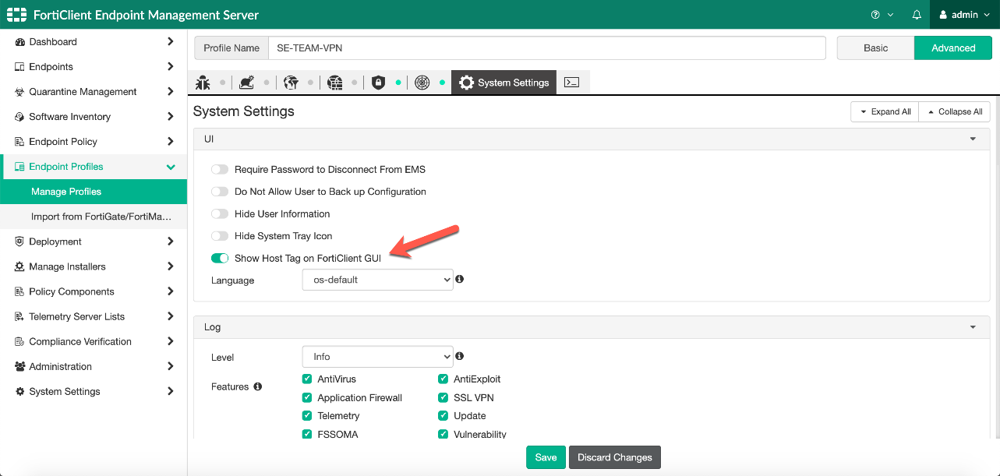 FortiClient Endpoint Management Server
admin
Dashboard
Endpoints
Quarantine Management
Software Inventory
Endpoint Policy
Endpoint Profiles
Manage Profiles
Import from FortiGate/FortiMa...
Deployment
Manage Installers
Policy Components
Telemetry Server Lists
Compliance Verification
Administration
System Settings
Profile Name SE-TEAM-VPN
Basic Advanced
System Settings
System Settings
Expand All Collapse All
UI
Require Password to Disconnect From EMS
Do Not Allow User to Back up Configuration
Hide User Information
Hide System Tray Icon
Show Host Tag on FortiClient GUI
Language os-default
Log
Level Info
Features
AntiVirus AntiExploit
Application Firewall SSL VPN
Telemetry Update
FSSOMA Vulnerability
Save Discard Changes